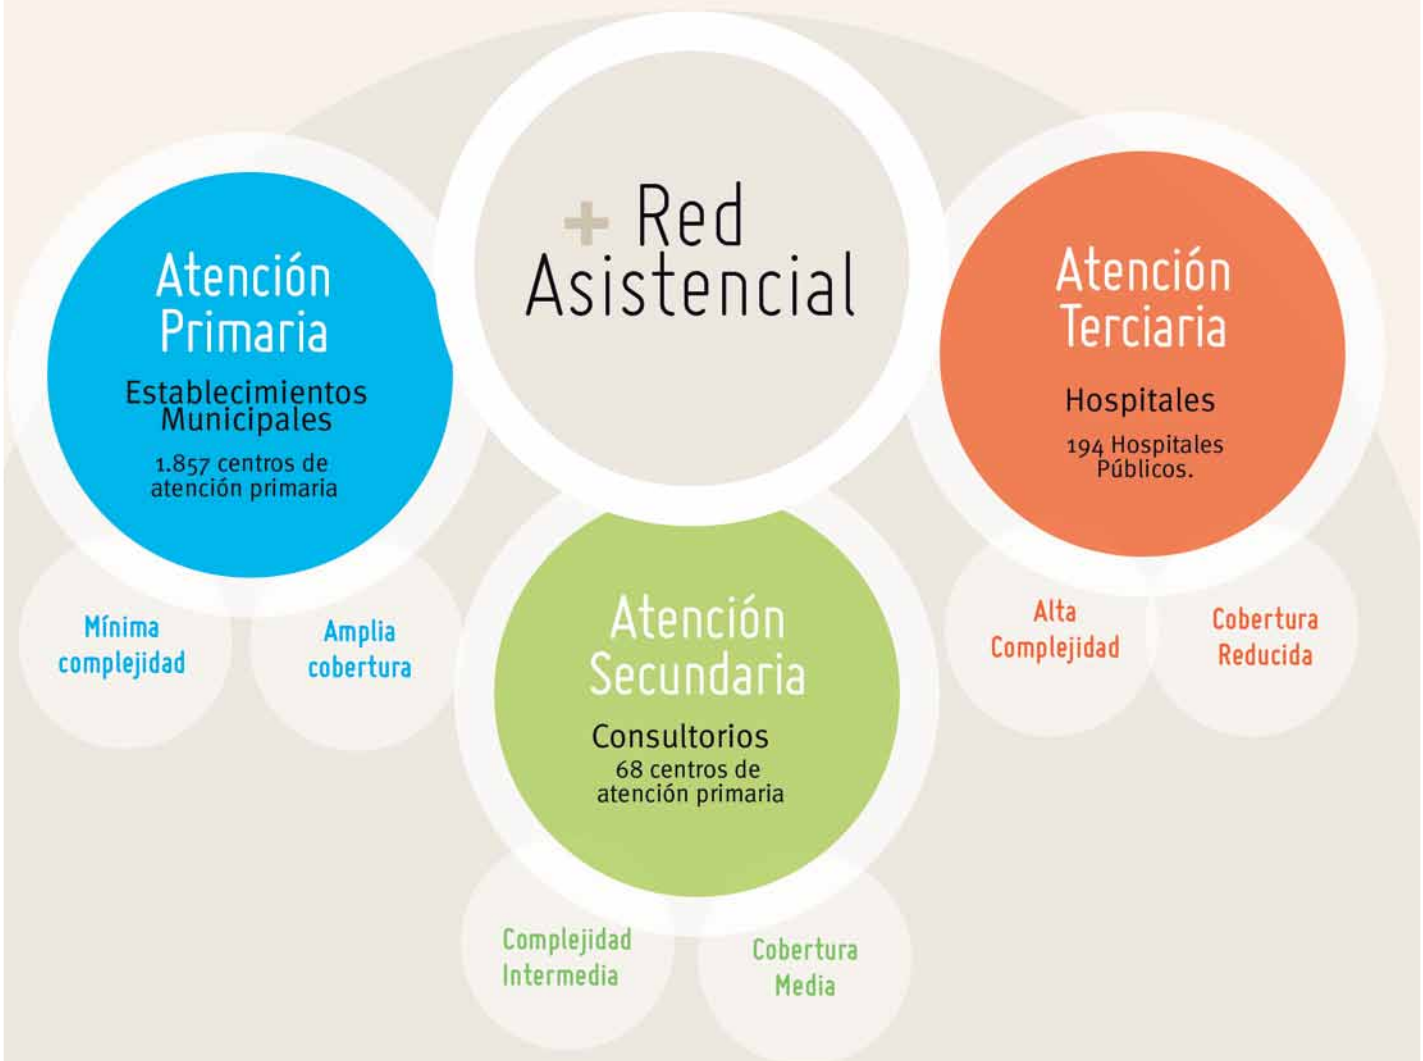 + Red
Asistencial
Atención
Primaria
Establecimientos
Municipales
1.857 centros de
atención primaria
Mínima
complejidad
Amplia
cobertura
Atención
Secundaria
Consultorios
68 centros de
atención primaria
Complejidad
Intermedia
Cobertura
Media
Atención
Terciaria
Hospitales
194 Hospitales
Públicos.
Alta
Complejidad
Cobertura
Reducida